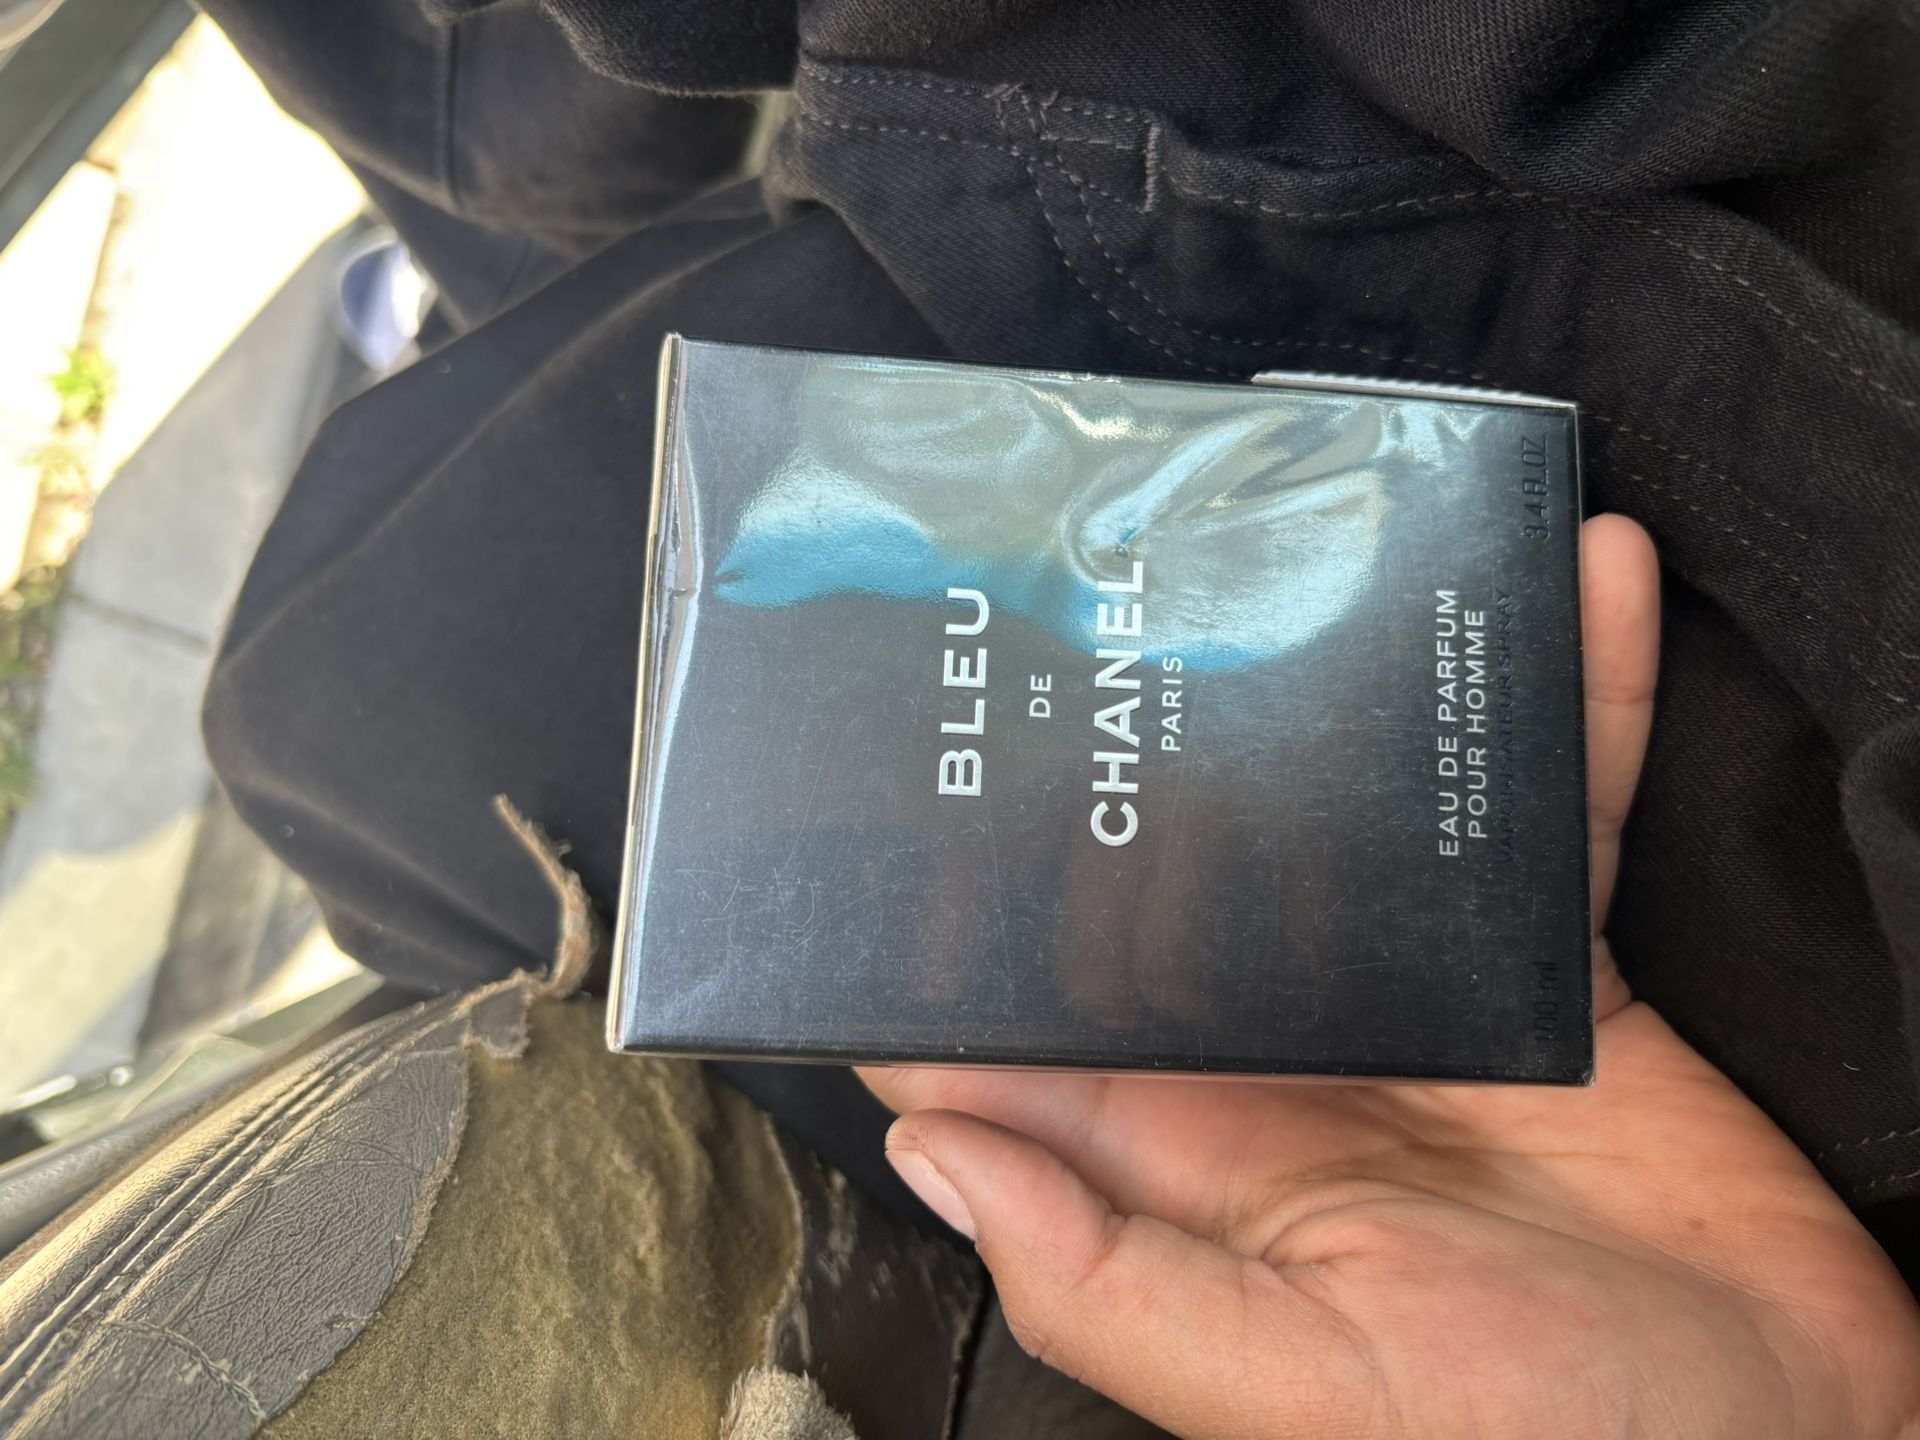 BLEU
DE
CHANEL
PARIS
EAU DE PARFUM
POUR HOMME
VAPORISATEUR SPRAY
100 ml 3.4 FL.OZ